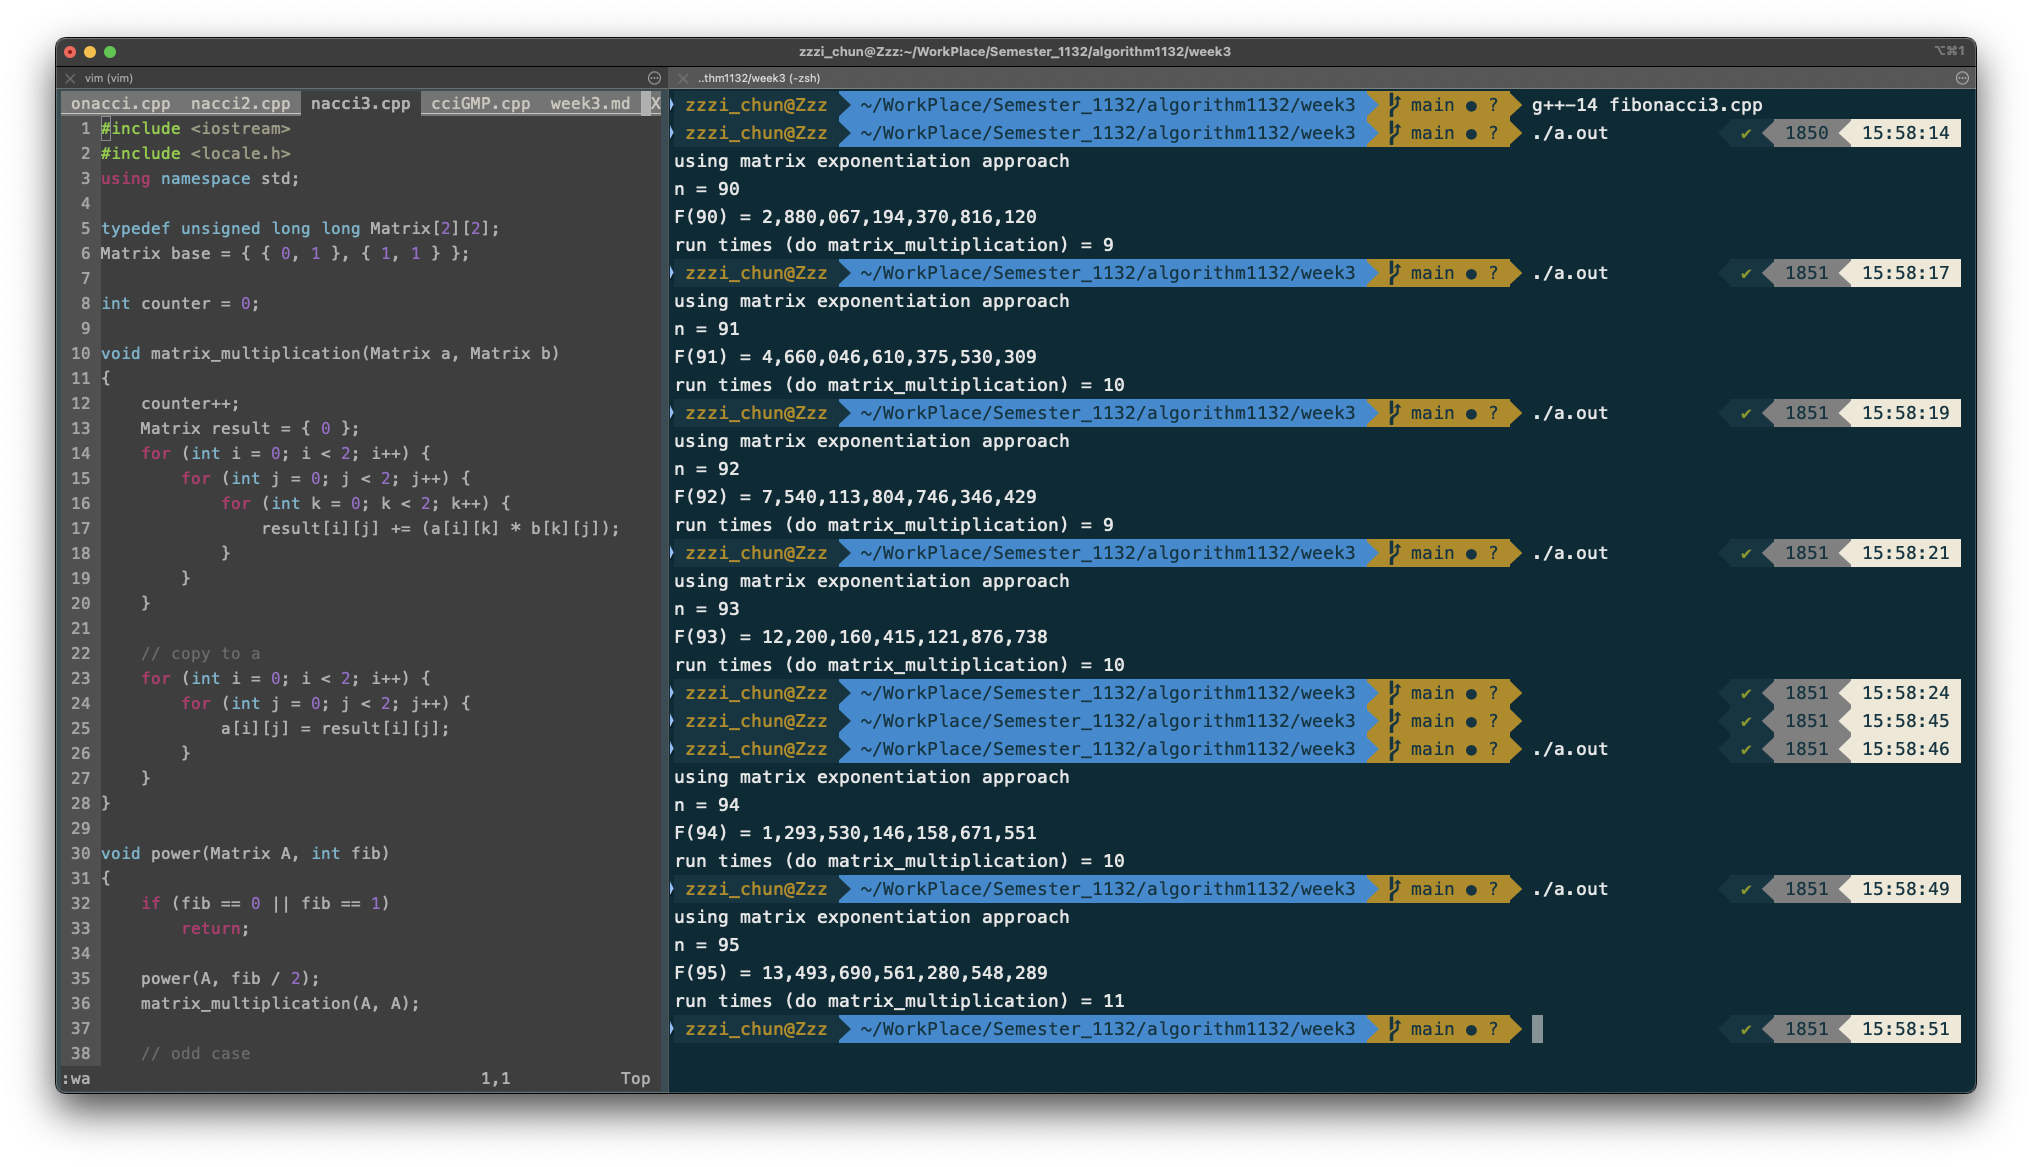 zzzi_chun@Zzz:~/WorkPlace/Semester_1132/algorithm1132/week3
⌥⌘1
vim (vim)
onacci.cpp nacci2.cpp nacci3.cpp cciGMP.cpp week3.md X
1 #include <iostream>
2 #include <locale.h>
3 using namespace std;
4
5 typedef unsigned long long Matrix[2][2];
6 Matrix base = { { 0, 1 }, { 1, 1 } };
7
8 int counter = 0;
9
10 void matrix_multiplication(Matrix a, Matrix b)
11 {
12     counter++;
13     Matrix result = { 0 };
14     for (int i = 0; i < 2; i++) {
15         for (int j = 0; j < 2; j++) {
16             for (int k = 0; k < 2; k++) {
17                 result[i][j] += (a[i][k] * b[k][j]);
18             }
19         }
20     }
21
22     // copy to a
23     for (int i = 0; i < 2; i++) {
24         for (int j = 0; j < 2; j++) {
25             a[i][j] = result[i][j];
26         }
27     }
28 }
29
30 void power(Matrix A, int fib)
31 {
32     if (fib == 0 || fib == 1)
33         return;
34
35     power(A, fib / 2);
36     matrix_multiplication(A, A);
37
38     // odd case
:wa 1,1 Top
..thm1132/week3 (-zsh)
zzzi_chun@Zzz ~/WorkPlace/Semester_1132/algorithm1132/week3 main ● ? g++-14 fibonacci3.cpp
zzzi_chun@Zzz ~/WorkPlace/Semester_1132/algorithm1132/week3 main ● ? ./a.out ✔ 1850 15:58:14
using matrix exponentiation approach
n = 90
F(90) = 2,880,067,194,370,816,120
run times (do matrix_multiplication) = 9
zzzi_chun@Zzz ~/WorkPlace/Semester_1132/algorithm1132/week3 main ● ? ./a.out ✔ 1851 15:58:17
using matrix exponentiation approach
n = 91
F(91) = 4,660,046,610,375,530,309
run times (do matrix_multiplication) = 10
zzzi_chun@Zzz ~/WorkPlace/Semester_1132/algorithm1132/week3 main ● ? ./a.out ✔ 1851 15:58:19
using matrix exponentiation approach
n = 92
F(92) = 7,540,113,804,746,346,429
run times (do matrix_multiplication) = 9
zzzi_chun@Zzz ~/WorkPlace/Semester_1132/algorithm1132/week3 main ● ? ./a.out ✔ 1851 15:58:21
using matrix exponentiation approach
n = 93
F(93) = 12,200,160,415,121,876,738
run times (do matrix_multiplication) = 10
zzzi_chun@Zzz ~/WorkPlace/Semester_1132/algorithm1132/week3 main ● ? ✔ 1851 15:58:24
zzzi_chun@Zzz ~/WorkPlace/Semester_1132/algorithm1132/week3 main ● ? ✔ 1851 15:58:45
zzzi_chun@Zzz ~/WorkPlace/Semester_1132/algorithm1132/week3 main ● ? ./a.out ✔ 1851 15:58:46
using matrix exponentiation approach
n = 94
F(94) = 1,293,530,146,158,671,551
run times (do matrix_multiplication) = 10
zzzi_chun@Zzz ~/WorkPlace/Semester_1132/algorithm1132/week3 main ● ? ./a.out ✔ 1851 15:58:49
using matrix exponentiation approach
n = 95
F(95) = 13,493,690,561,280,548,289
run times (do matrix_multiplication) = 11
zzzi_chun@Zzz ~/WorkPlace/Semester_1132/algorithm1132/week3 main ● ? ✔ 1851 15:58:51